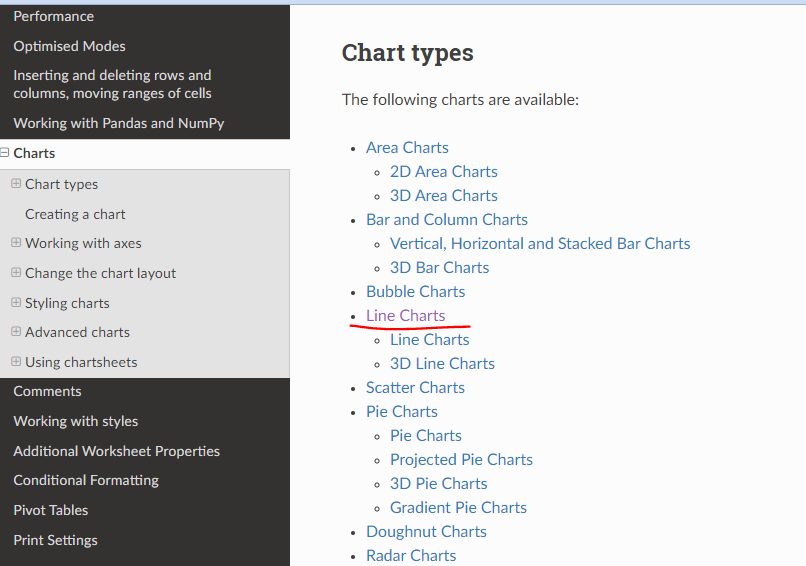 Performance
Optimised Modes
Inserting and deleting rows and
columns, moving ranges of cells
Working with Pandas and NumPy
Charts
Chart types
Creating a chart
Working with axes
Change the chart layout
Styling charts
Advanced charts
Using chartsheets
Comments
Working with styles
Additional Worksheet Properties
Conditional Formatting
Pivot Tables
Print Settings
Chart types
The following charts are available:
Area Charts
2D Area Charts
3D Area Charts
Bar and Column Charts
Vertical, Horizontal and Stacked Bar Charts
3D Bar Charts
Bubble Charts
Line Charts
Line Charts
3D Line Charts
Scatter Charts
Pie Charts
Pie Charts
Projected Pie Charts
3D Pie Charts
Gradient Pie Charts
Doughnut Charts
Radar Charts